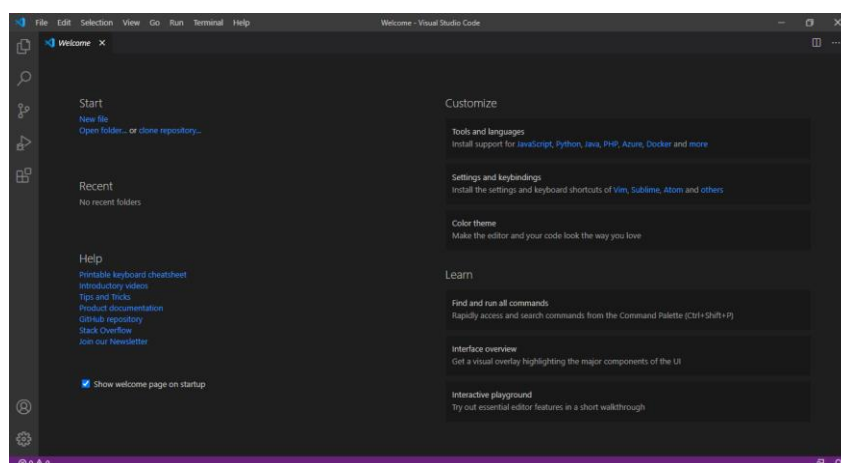 File Edit Selection View Go Run Terminal Help
Welcome - Visual Studio Code
Welcome
Start
New file
Open folder... or clone repository...
Recent
No recent folders
Help
Printable keyboard cheatsheet
Introductory videos
Tips and Tricks
Product documentation
GitHub repository
Stack Overflow
Join our Newsletter
Show welcome page on startup
Customize
Tools and languages
Install support for JavaScript, Python, Java, PHP, Azure, Docker and more
Settings and keybindings
Install the settings and keyboard shortcuts of Vim, Sublime, Atom and others
Color theme
Make the editor and your code look the way you love
Learn
Find and run all commands
Rapidly access and search commands from the Command Palette (Ctrl+Shift+P)
Interface overview
Get a visual overlay highlighting the major components of the UI
Interactive playground
Try out essential editor features in a short walkthrough